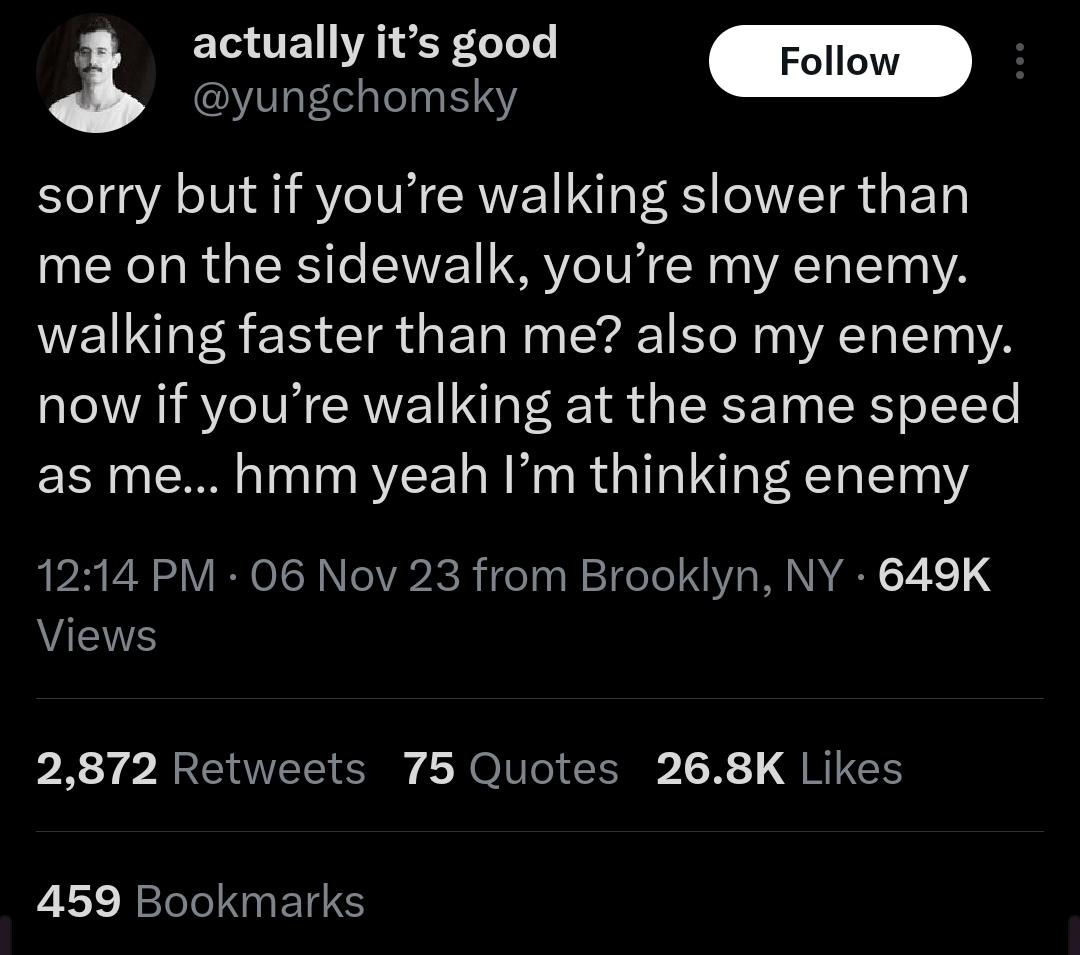 actually it’s good
@yungchomsky
Follow
sorry but if you’re walking slower than
me on the sidewalk, you’re my enemy.
walking faster than me? also my enemy.
now if you’re walking at the same speed
as me... hmm yeah I’m thinking enemy
12:14 PM · 06 Nov 23 from Brooklyn, NY · 649K
Views
2,872 Retweets 75 Quotes 26.8K Likes
459 Bookmarks